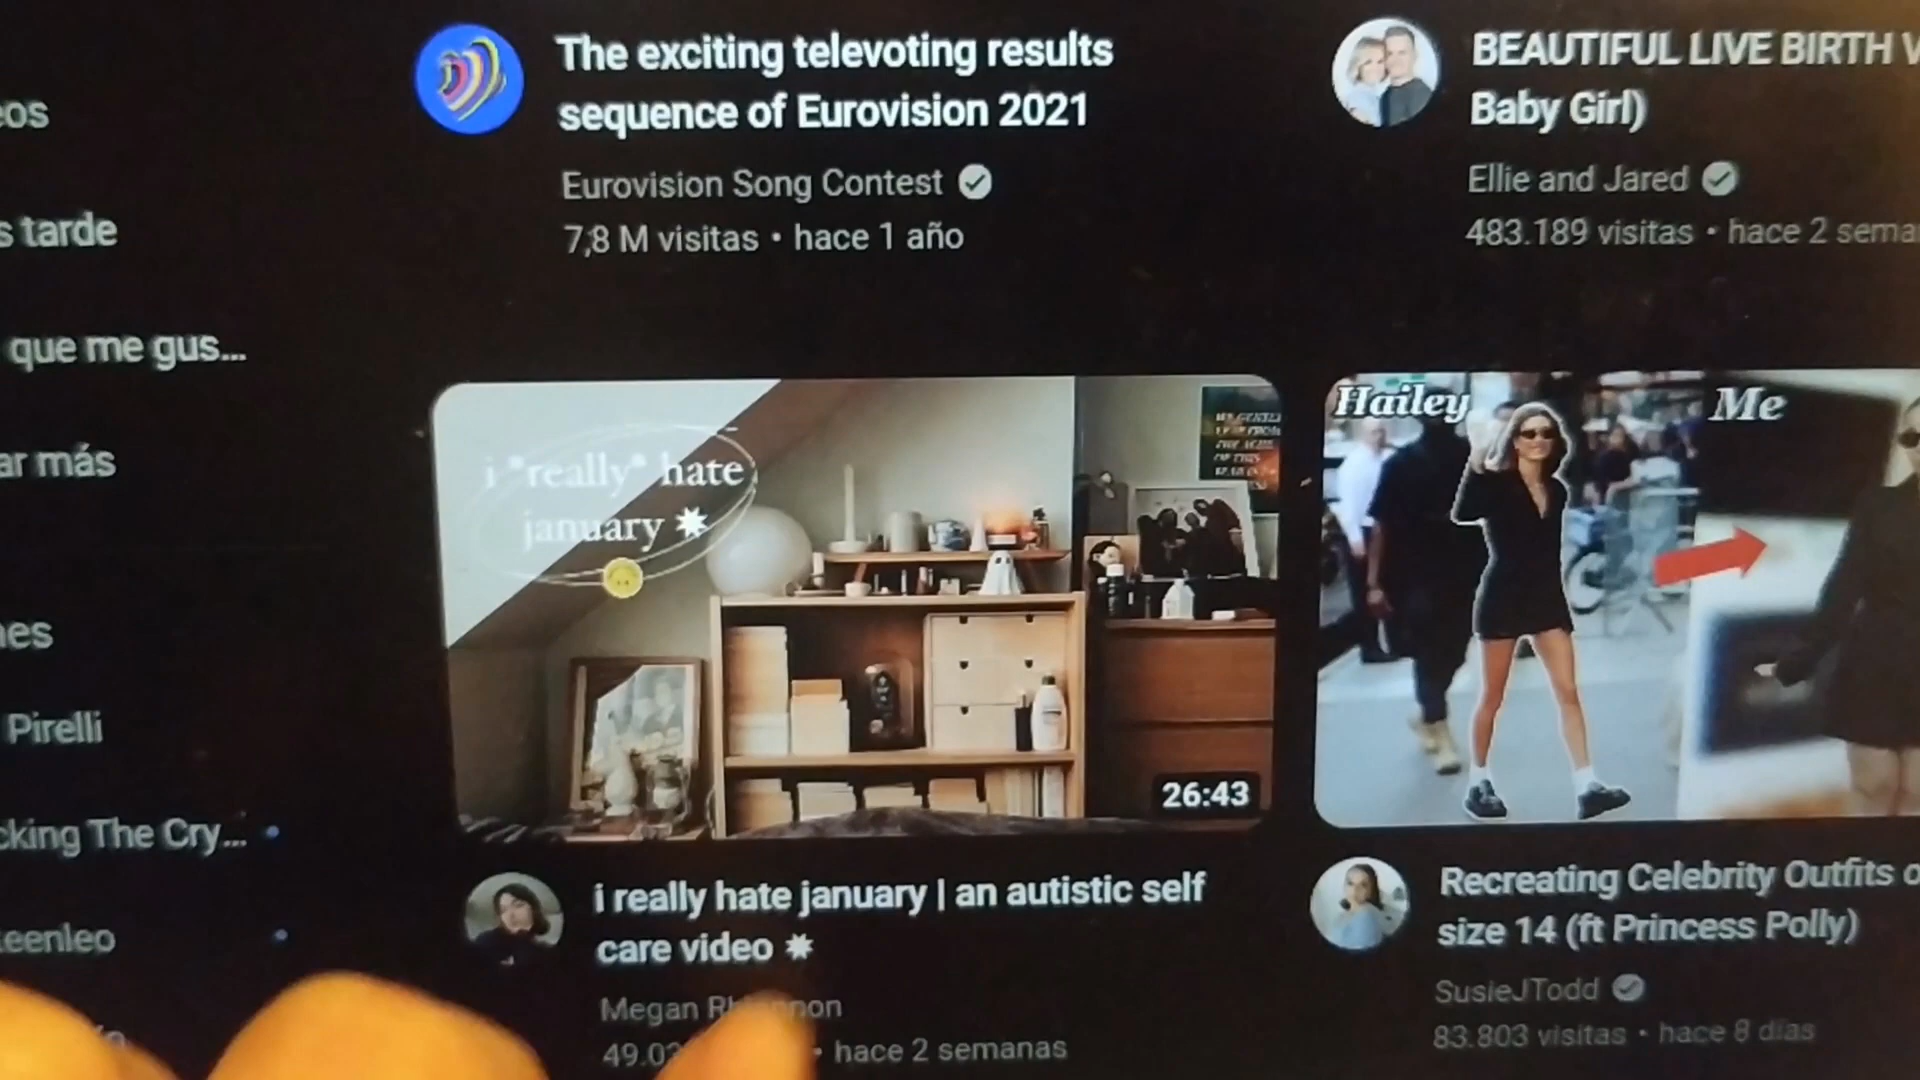 eos
s tarde
que me gus...
ar más
nes
Pirelli
cking The Cry...
eenleo
The exciting televoting results
sequence of Eurovision 2021
Eurovision Song Contest
7,8 M visitas • hace 1 año
BEAUTIFUL LIVE BIRTH V
Baby Girl)
Ellie and Jared
483.189 visitas • hace 2 sema
i *really* hate
january
26:43
i really hate january | an autistic self
care video
Megan
49.0 • hace 2 semanas
Hailey
Me
Recreating Celebrity Outfits o
size 14 (ft Princess Polly)
SusieJTodd
83.803 visitas • hace 8 días